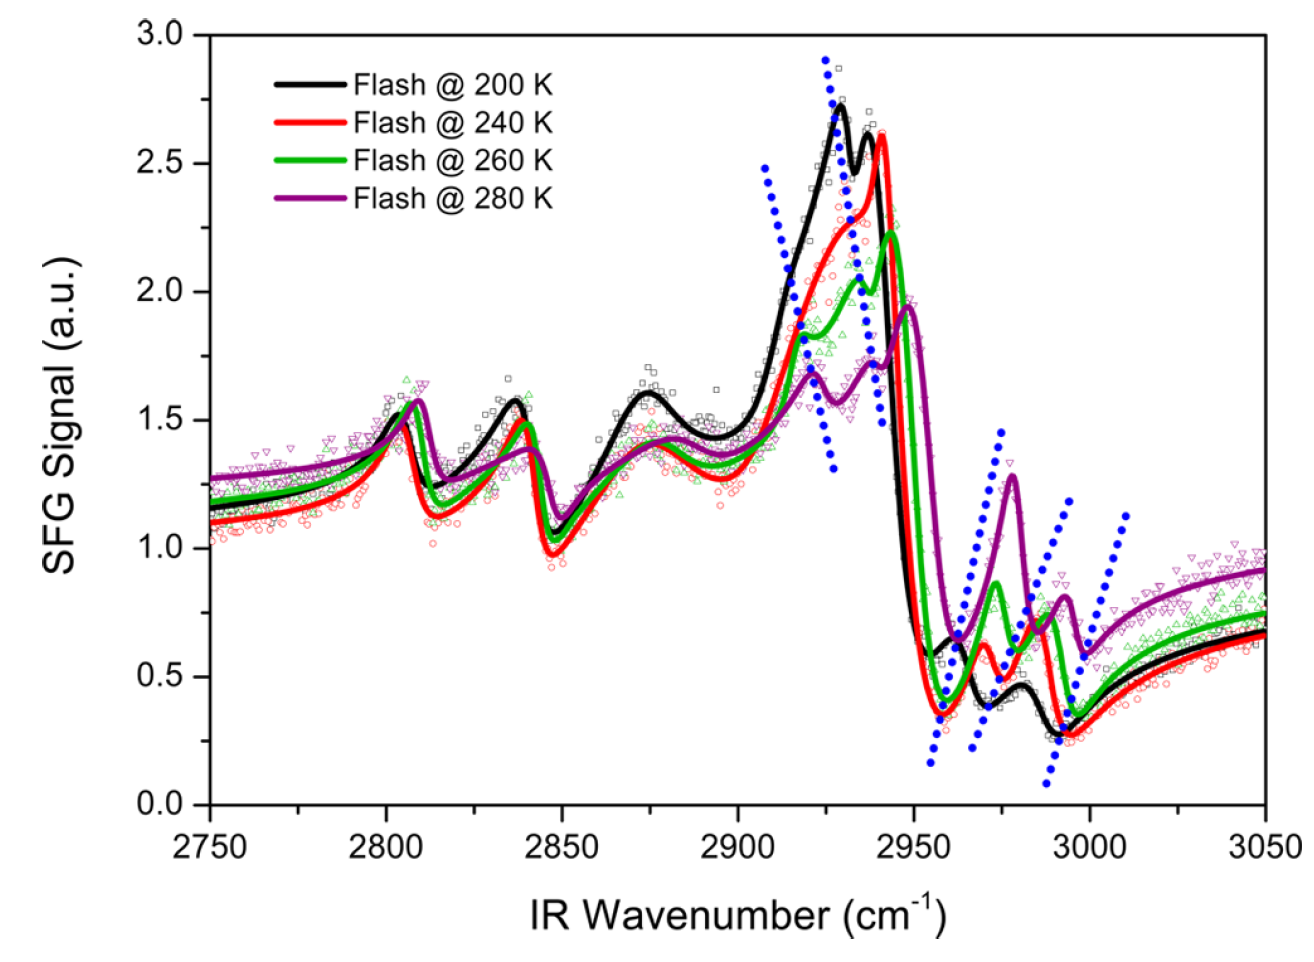 3.0
2.5
2.0
1.5
1.0
0.5
0.0
SFG Signal (a.u.)
Flash @ 200 K
Flash @ 240 K
Flash @ 260 K
Flash @ 280 K
2750 2800 2850 2900 2950 3000 3050
IR Wavenumber (cm⁻¹)